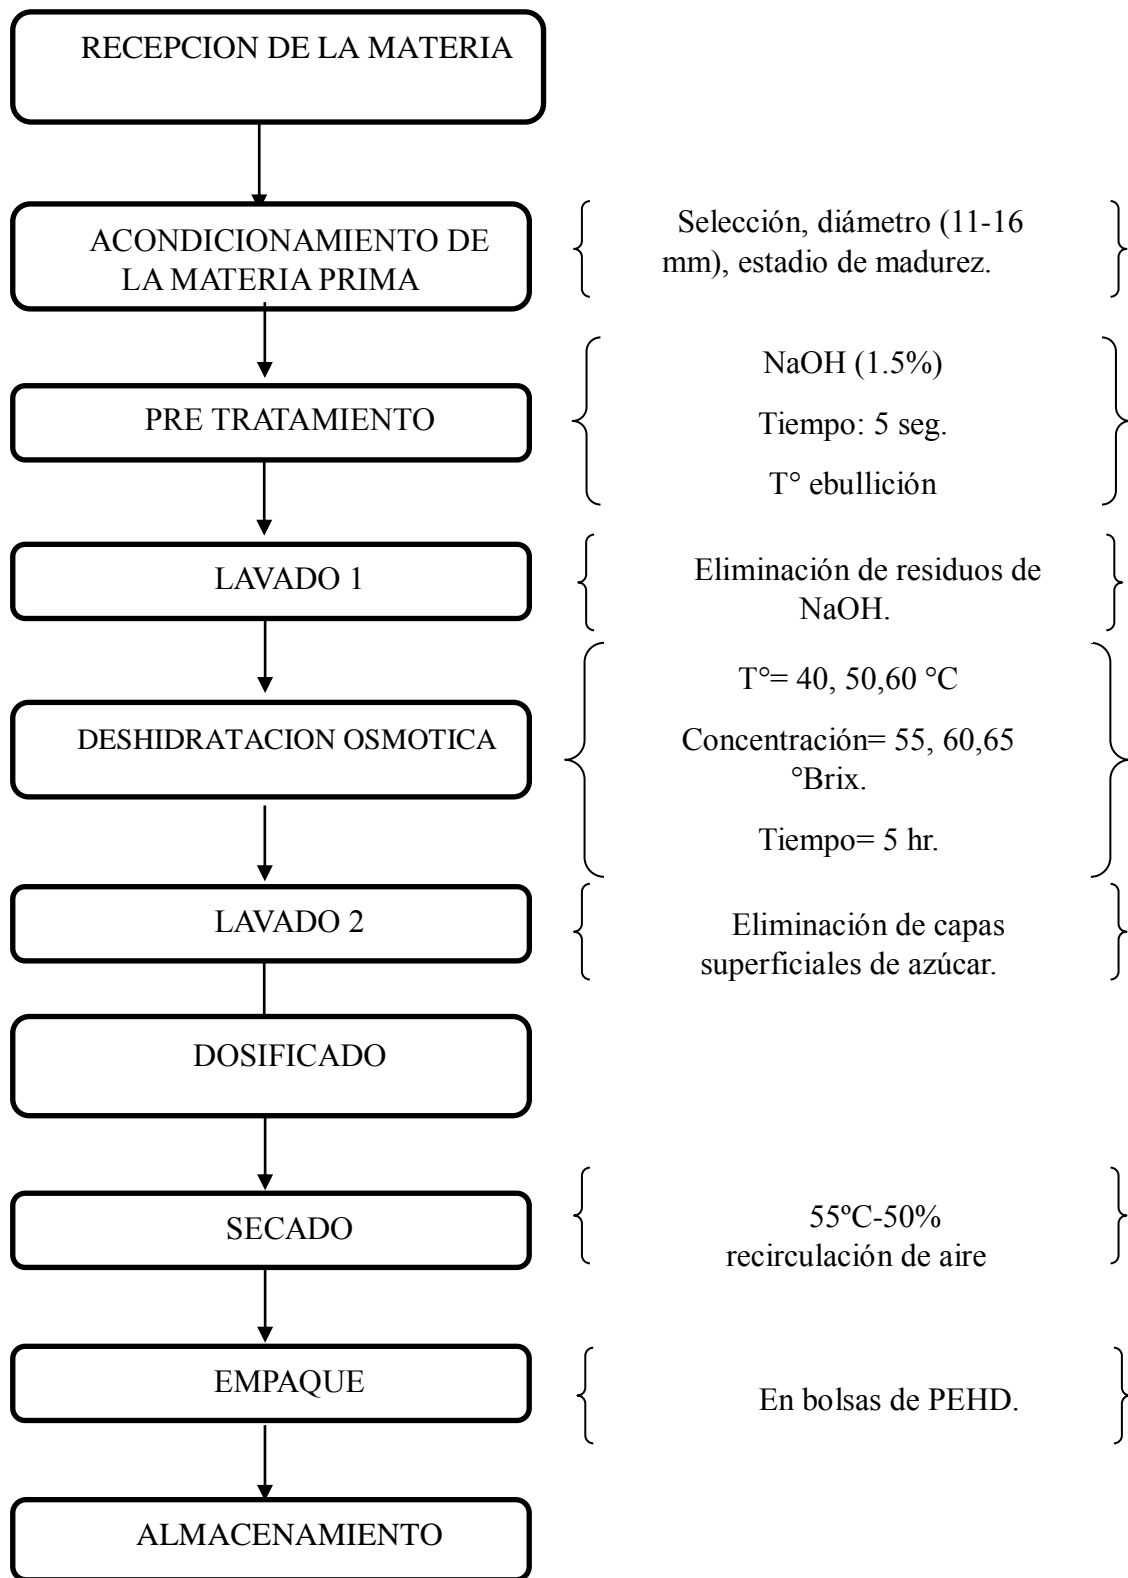 RECEPCION DE LA MATERIA
ACONDICIONAMIENTO DE
LA MATERIA PRIMA
Selección, diámetro (11-16
mm), estadio de madurez.
PRE TRATAMIENTO
NaOH (1.5%)
Tiempo: 5 seg.
T° ebullición
LAVADO 1
Eliminación de residuos de
NaOH.
DESHIDRATACION OSMOTICA
T°= 40, 50,60 °C
Concentración= 55, 60,65
°Brix.
Tiempo= 5 hr.
LAVADO 2
Eliminación de capas
superficiales de azúcar.
DOSIFICADO
SECADO
55ºC-50%
recirculación de aire
EMPAQUE
En bolsas de PEHD.
ALMACENAMIENTO